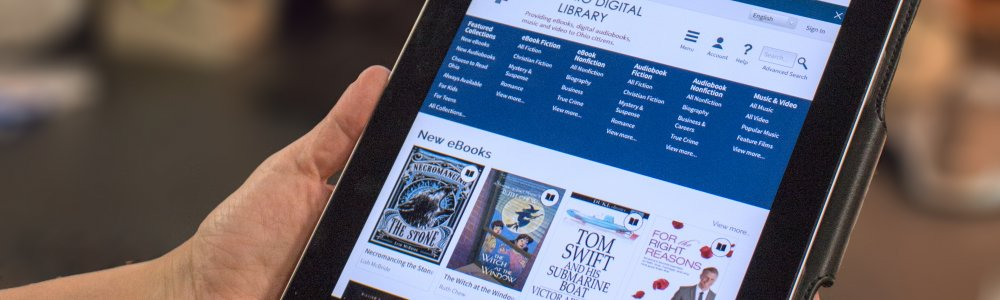 DIGITAL
LIBRARY
Providing eBooks, digital audiobooks,
music and video to Ohio citizens.
English
Sign In
Menu
Account
?
Help
Search...
Advanced Search
Featured
Collections
New eBooks
New Audiobooks
Choose to Read
Ohio
Always Available
For Kids
For Teens
All Collections...
eBook Fiction
All Fiction
Christian Fiction
Mystery &
Suspense
Romance
View more...
eBook
Nonfiction
All Nonfiction
Biography
Business
True Crime
View more...
Audiobook
Fiction
All Fiction
Christian Fiction
Mystery &
Suspense
Romance
View more...
Audiobook
Nonfiction
All Nonfiction
Biography
Business &
Careers
True Crime
View more...
Music & Video
All Music
All Video
Popular Music
Feature Films
View more...
New eBooks
View more...
NECROMANCING
THE STONE
Lish McBride
Necromancing the Stone
Lish McBride
THE
WITCH
AT THE
WINDOW
The Witch at the Window
Ruth Chew
TOM
SWIFT
AND HIS
SUBMARINE
BOAT
VICTOR
FOR the
RIGHT
REASONS